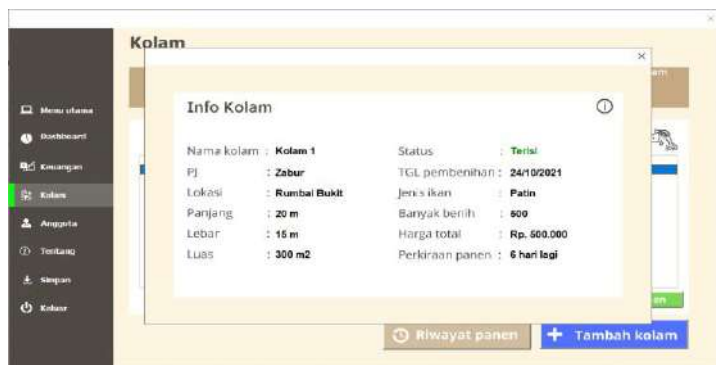 Kolam
Menu utama
Dashboard
Keuangan
Kolam
Anggota
Tentang
Simpan
Keluar
Info Kolam
Nama kolam : Kolam 1
PJ : Zabur
Lokasi : Rumbai Bukit
Panjang : 20 m
Lebar : 15 m
Luas : 300 m2
Status : Terisi
TGL pembenihan : 24/10/2021
Jenis ikan : Patin
Banyak benih : 500
Harga total : Rp. 500.000
Perkiraan panen : 6 hari lagi
Riwayat panen
+ Tambah kolam